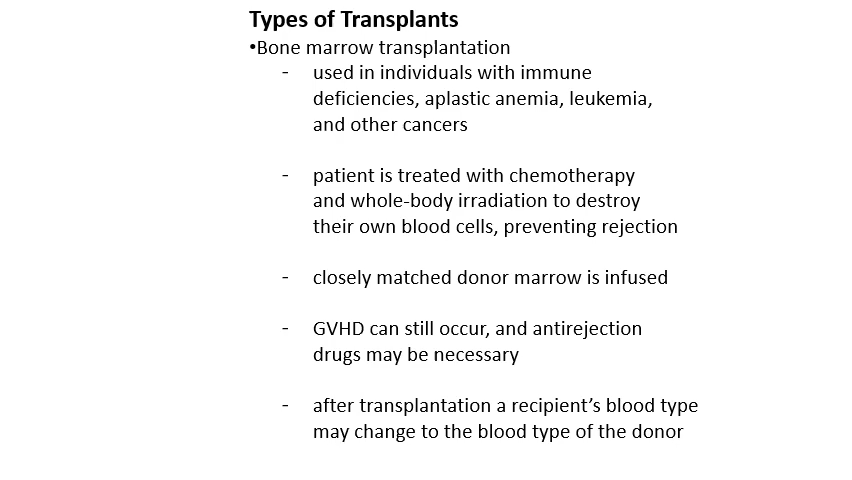 Types of Transplants
•Bone marrow transplantation
- used in individuals with immune
deficiencies, aplastic anemia, leukemia,
and other cancers
- patient is treated with chemotherapy
and whole-body irradiation to destroy
their own blood cells, preventing rejection
- closely matched donor marrow is infused
- GVHD can still occur, and antirejection
drugs may be necessary
- after transplantation a recipient’s blood type
may change to the blood type of the donor